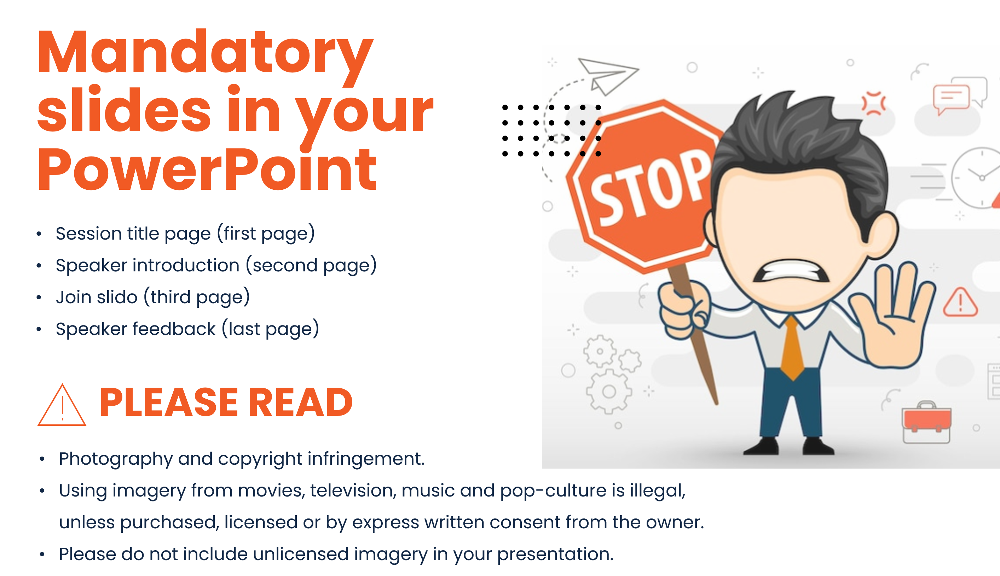 Mandatory
slides in your
PowerPoint
• Session title page (first page)
• Speaker introduction (second page)
• Join slido (third page)
• Speaker feedback (last page)
PLEASE READ
• Photography and copyright infringement.
• Using imagery from movies, television, music and pop-culture is illegal,
unless purchased, licensed or by express written consent from the owner.
• Please do not include unlicensed imagery in your presentation.
STOP